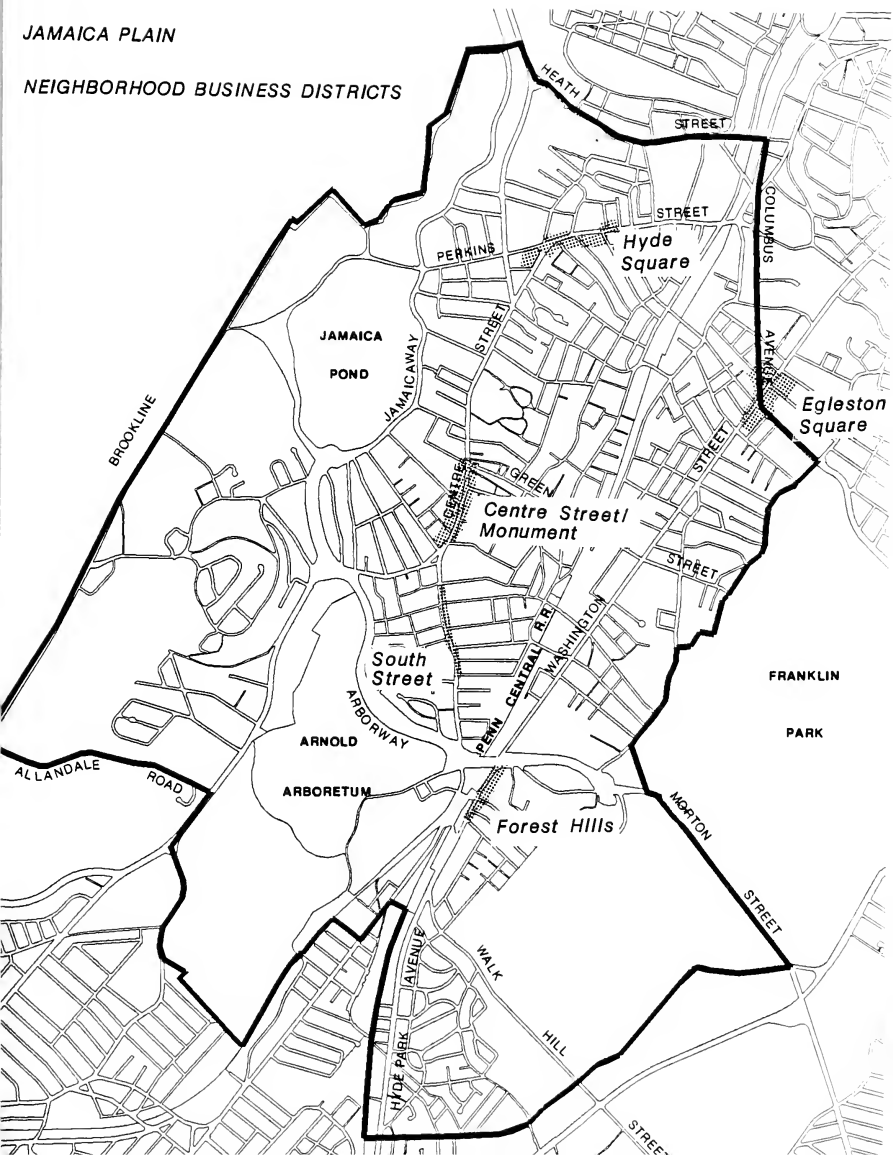 JAMAICA PLAIN
NEIGHBORHOOD BUSINESS DISTRICTS
HEATH
STREET
COLUMBUS
AVENUE
STREET
PERKINS
Hyde
Square
STREET
JAMAICA
POND
JAMAICAWAY
BROOKLINE
Egleston
Square
STREET
GREEN
CENTRE
Centre Street/
Monument
STREET
South
Street
PENN CENTRAL R.R.
WASHINGTON
FRANKLIN
PARK
ARBORWAY
ARNOLD
ARBORETUM
ALLANDALE
ROAD
Forest Hills
MORTON
STREET
WALK
HILL
STREET
HYDE PARK
AVENUE